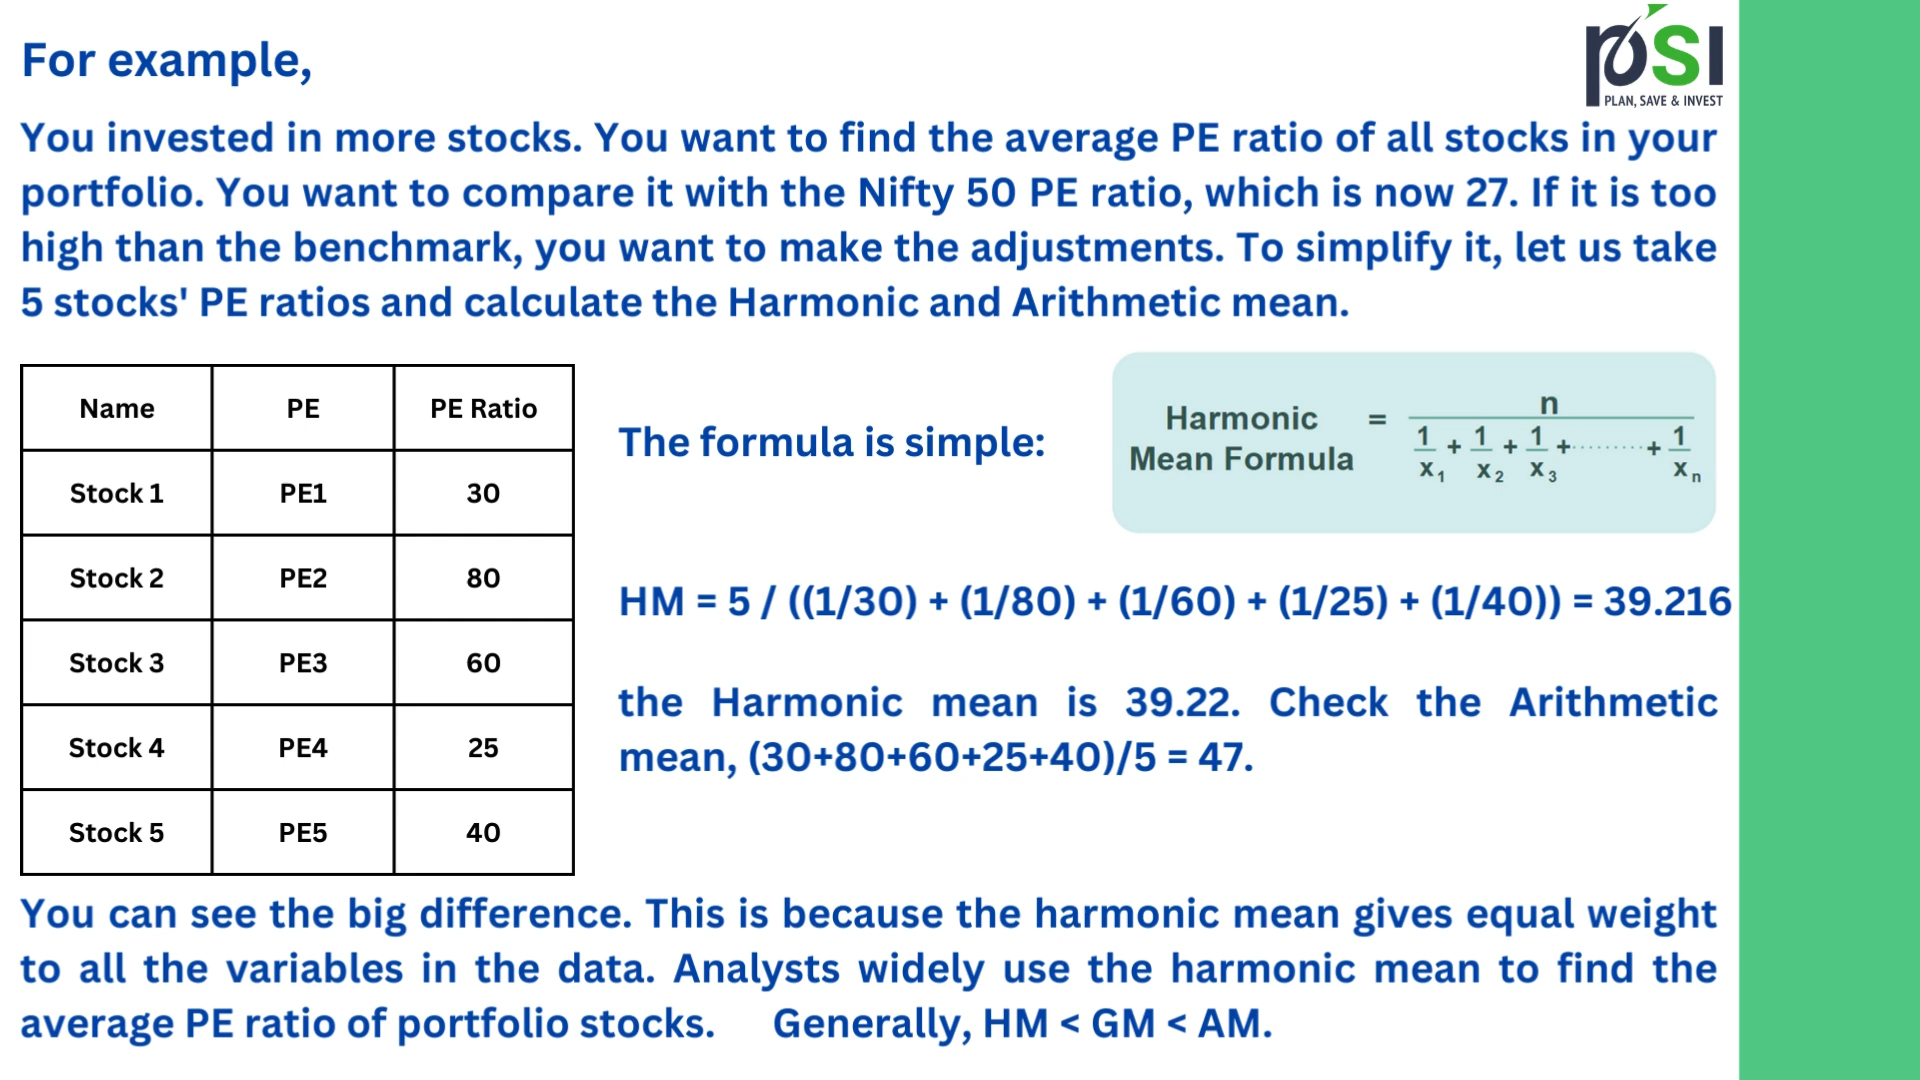 For example,
pSI
PLAN, SAVE & INVEST
You invested in more stocks. You want to find the average PE ratio of all stocks in your
portfolio. You want to compare it with the Nifty 50 PE ratio, which is now 27. If it is too
high than the benchmark, you want to make the adjustments. To simplify it, let us take
5 stocks' PE ratios and calculate the Harmonic and Arithmetic mean.
Name PE PE Ratio
Stock 1 PE1 30
Stock 2 PE2 80
Stock 3 PE3 60
Stock 4 PE4 25
Stock 5 PE5 40
The formula is simple:
Harmonic
Mean Formula
=
n
1/x₁ + 1/x₂ + 1/x₃ +.........+ 1/xₙ
HM = 5 / ((1/30) + (1/80) + (1/60) + (1/25) + (1/40)) = 39.216
the Harmonic mean is 39.22. Check the Arithmetic
mean, (30+80+60+25+40)/5 = 47.
You can see the big difference. This is because the harmonic mean gives equal weight
to all the variables in the data. Analysts widely use the harmonic mean to find the
average PE ratio of portfolio stocks. Generally, HM < GM < AM.